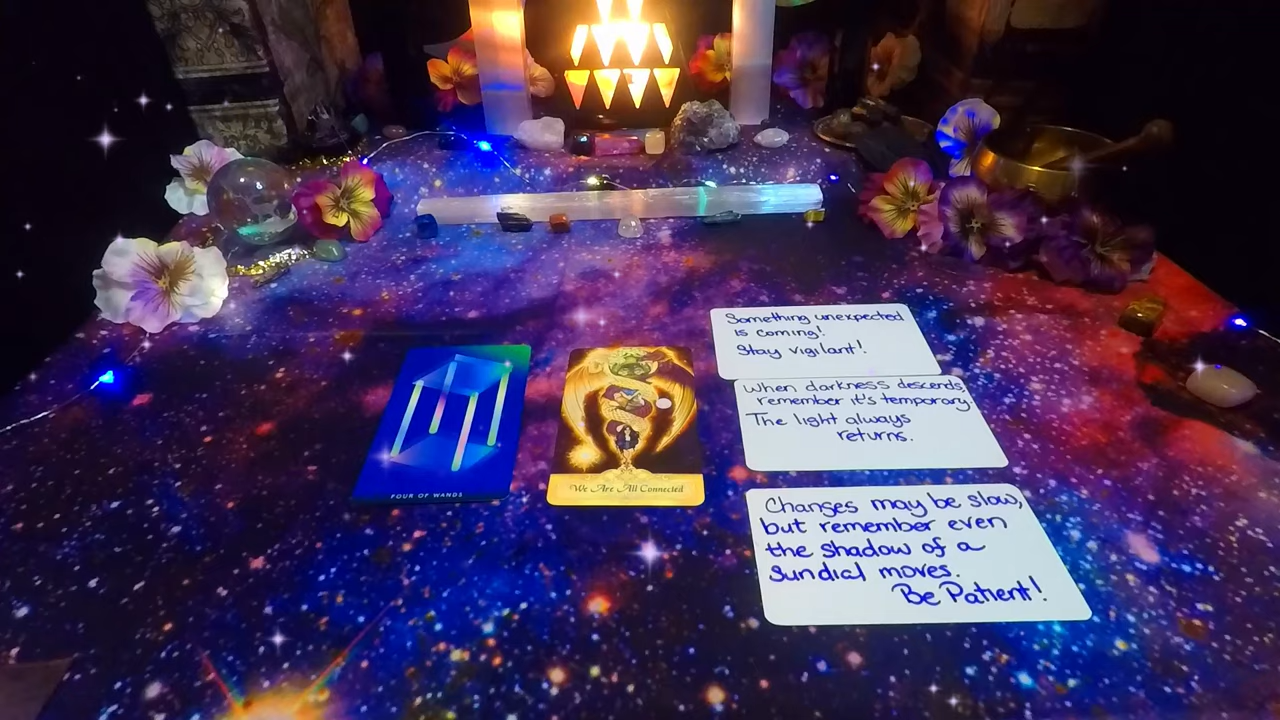 Something unexpected
is coming!
Stay vigilant!
When darkness descends,
remember it's temporary.
The light always
returns.
FOUR OF WANDS
We Are All Connected
Changes may be slow,
but remember even
the shadow of a
sundial moves.
Be Patient!